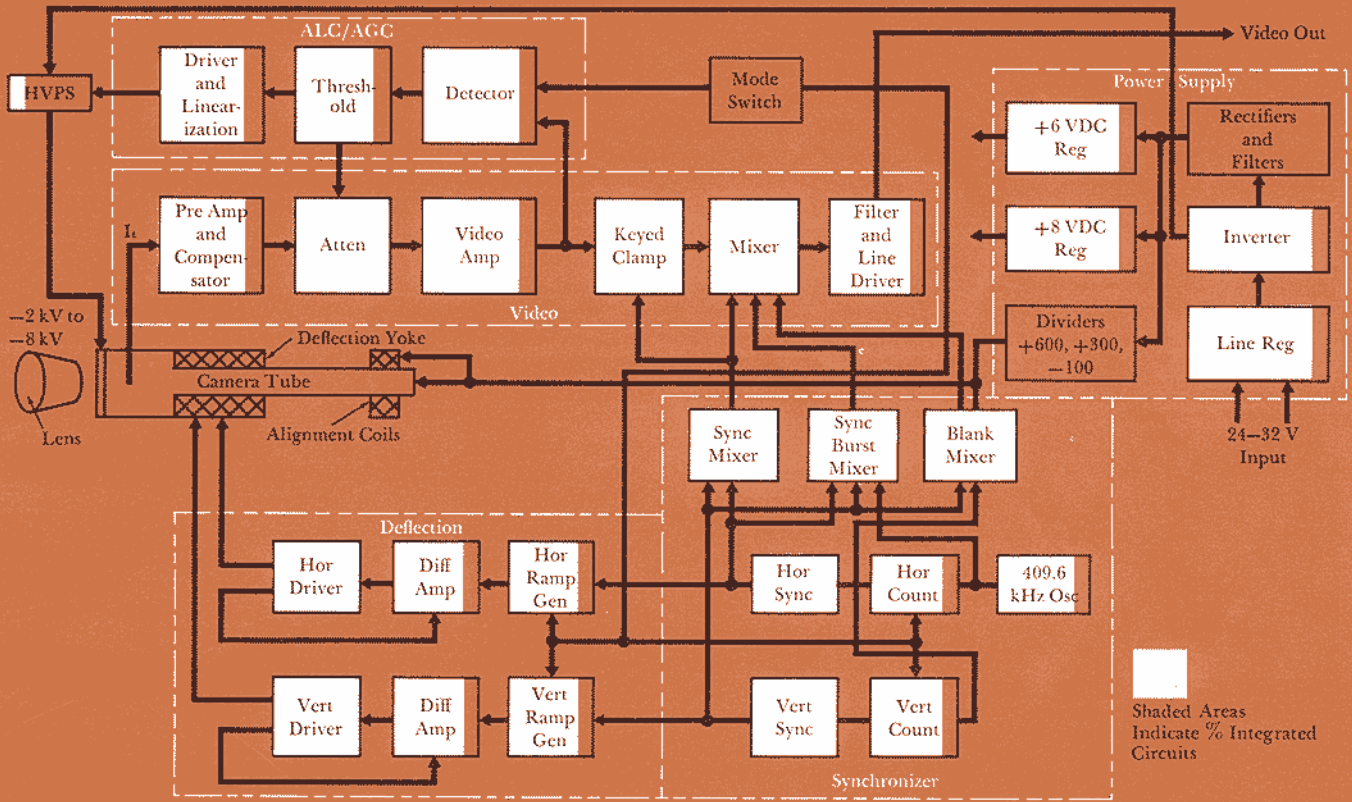 ALC/AGC
Video Out
HVPS
Driver
and
Linear-
ization
Thresh-
old
Detector
Mode
Switch
Power Supply
+6 VDC
Reg
Rectifiers
and
Filters
It
Pre Amp
and
Compen-
sator
Atten
Video
Amp
Keyed
Clamp
Mixer
Filter
and
Line
Driver
+8 VDC
Reg
Inverter
Video
—2 kV to
—8 kV
Deflection Yoke
Camera Tube
Lens
Alignment Coils
Dividers
+600, +300,
—100
Line Reg
24—32 V
Input
Sync
Mixer
Sync
Burst
Mixer
Blank
Mixer
Deflection
Hor
Driver
Diff
Amp
Hor
Ramp
Gen
Hor
Sync
Hor
Count
409.6
kHz Osc
Vert
Driver
Diff
Amp
Vert
Ramp
Gen
Vert
Sync
Vert
Count
Synchronizer
Shaded Areas
Indicate % Integrated
Circuits